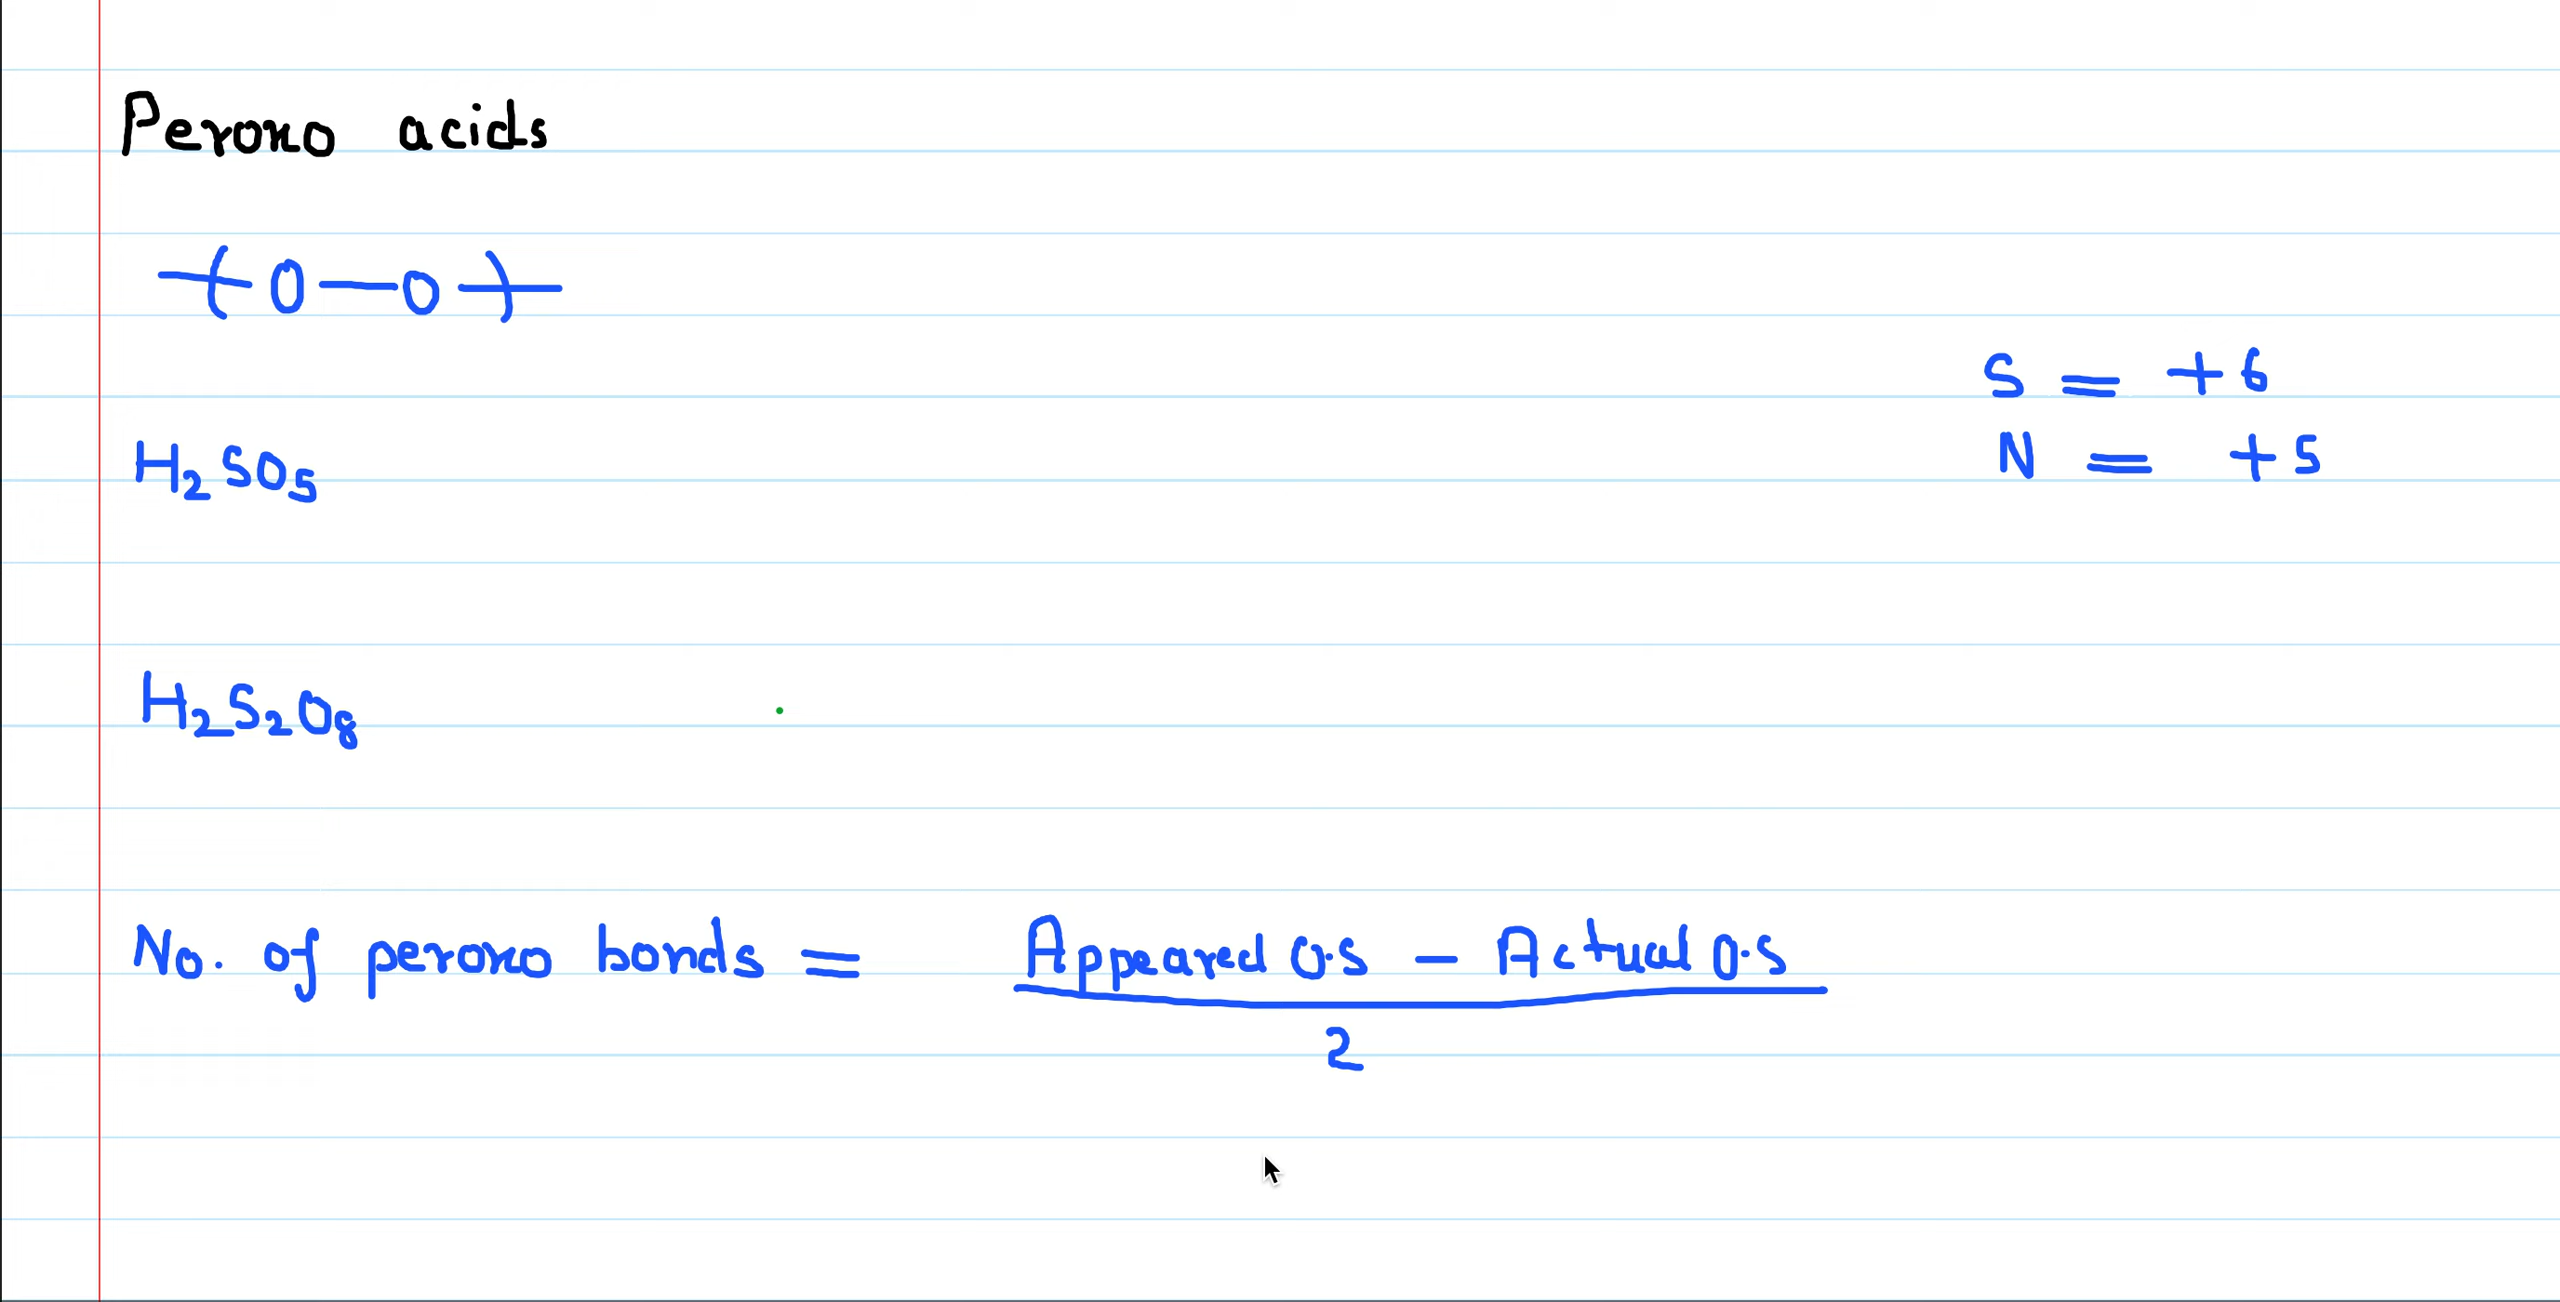 Peroxo acids
-(O-O)-
S = +6
H₂SO₅
N = +5
H₂S₂O₈
No. of peroxo bonds = Appeared O.S - Actual O.S
2